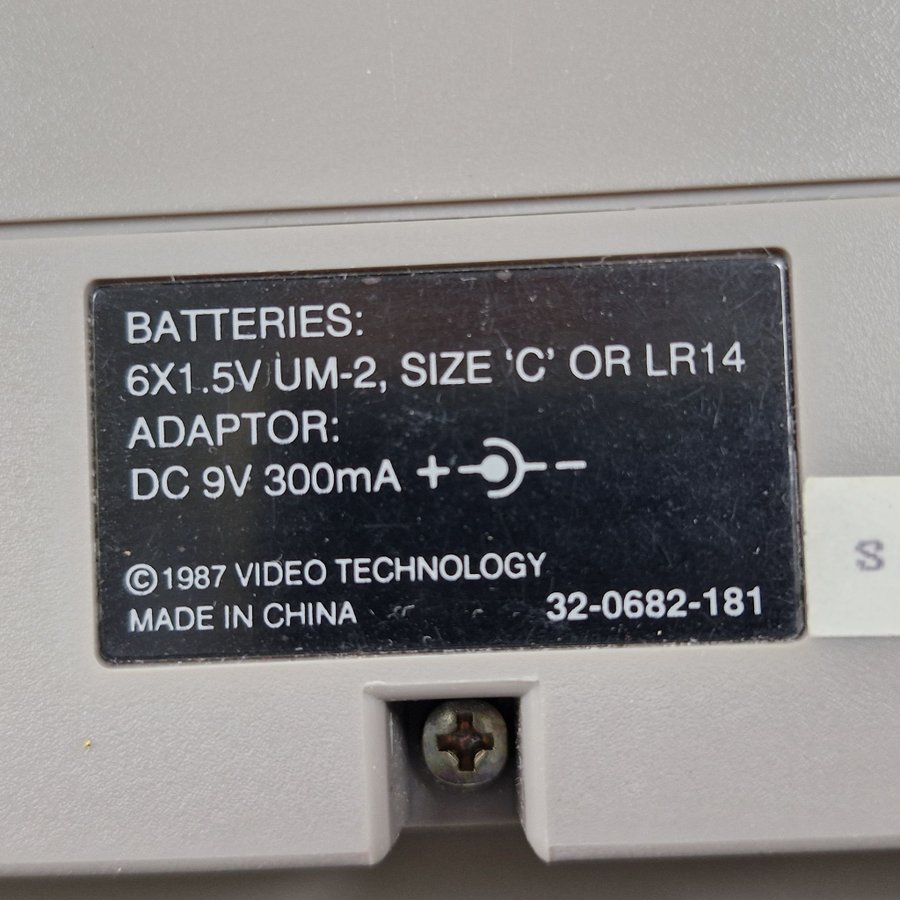 BATTERIES:
6X1.5V UM-2, SIZE 'C' OR LR14
ADAPTOR:
DC 9V 300mA + -
©1987 VIDEO TECHNOLOGY
MADE IN CHINA 32-0682-181
S